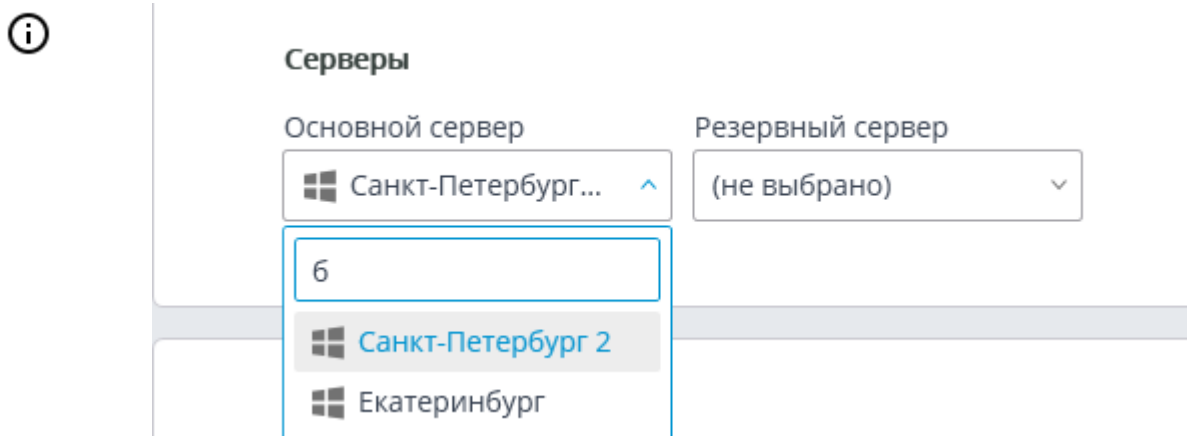 Серверы
Основной сервер Резервный сервер
Санкт-Петербург... (не выбрано)
б
Санкт-Петербург 2
Екатеринбург